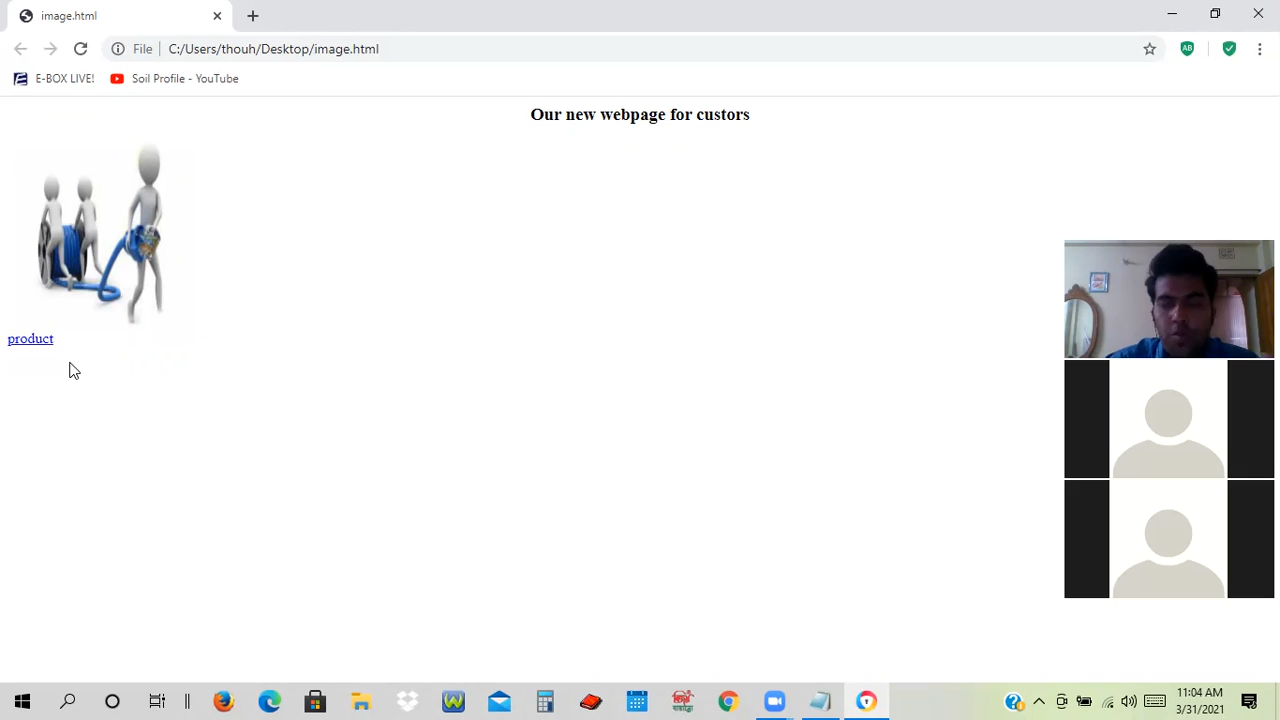 image.html
File
C:/Users/thouh/Desktop/image.html
AB
E-BOX LIVE!
Soil Profile - YouTube
Our new webpage for custors
product
11:04 AM
3/31/2021